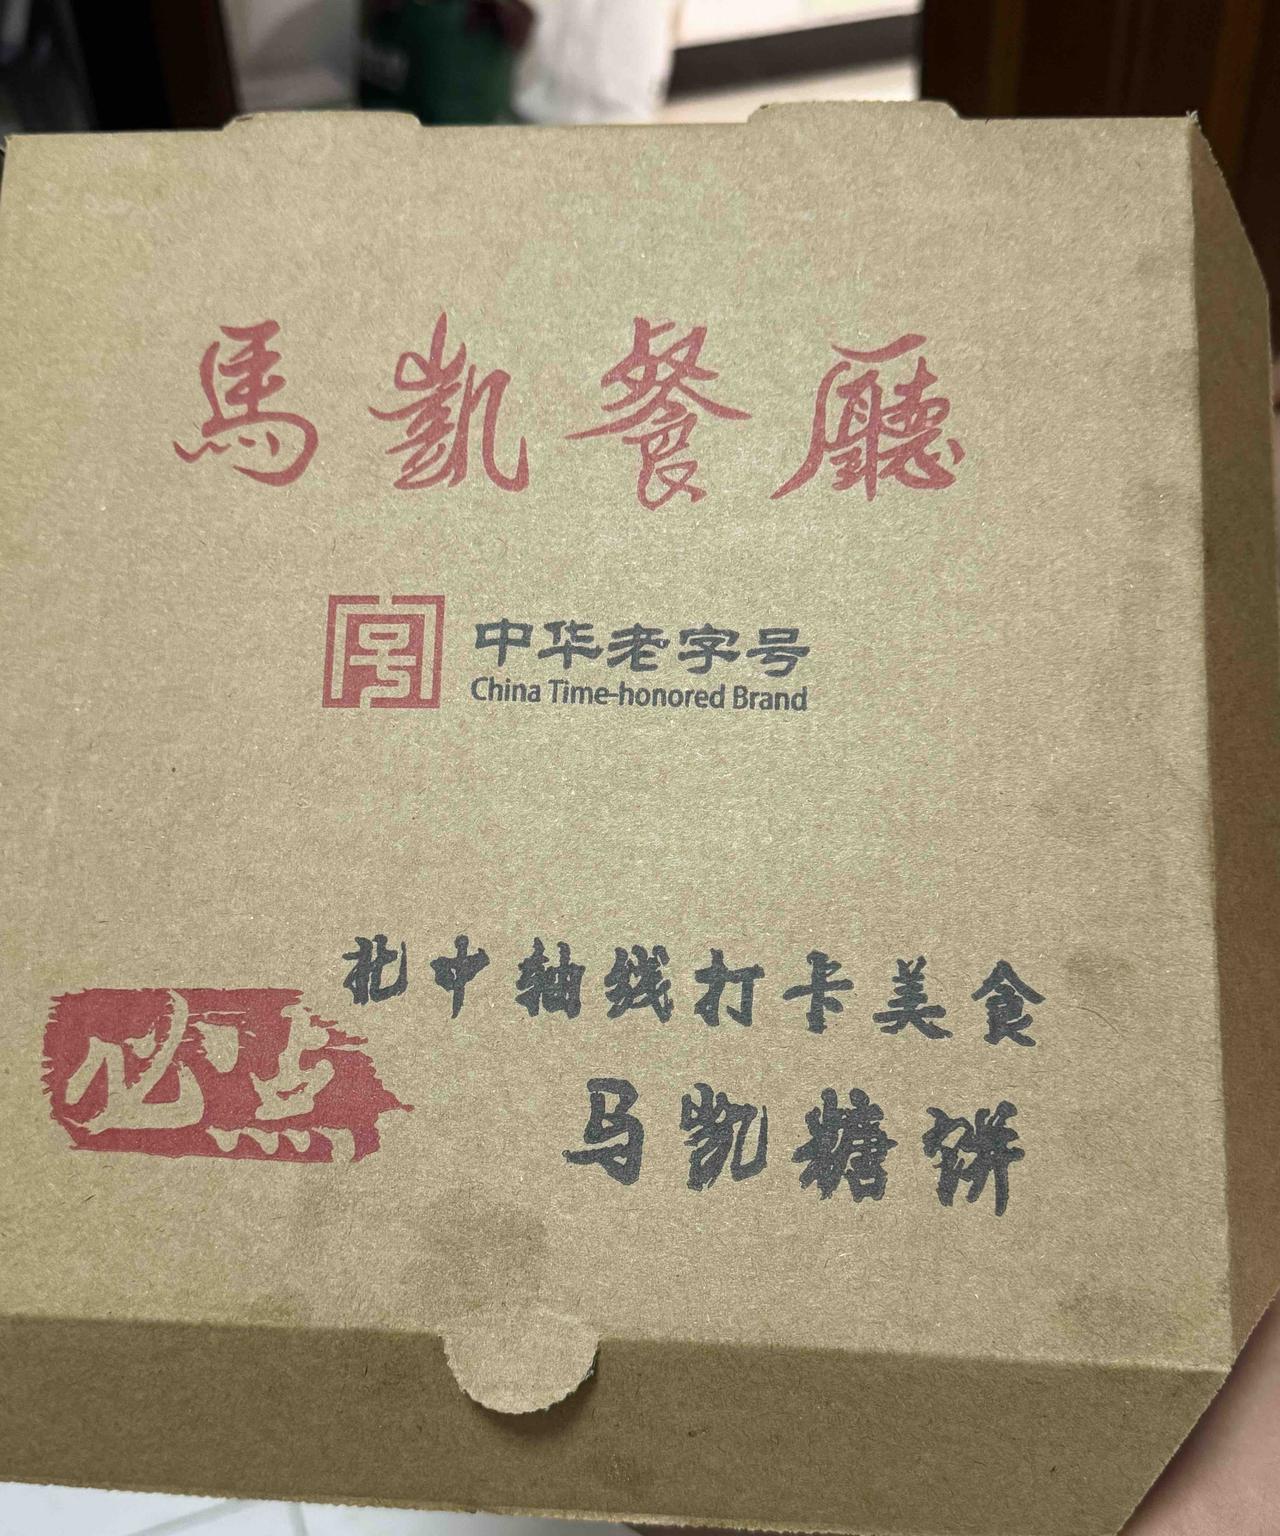 馬凱餐廳
中华老字号
China Time-honored Brand
北中轴线打卡美食
必点
马凯糖饼